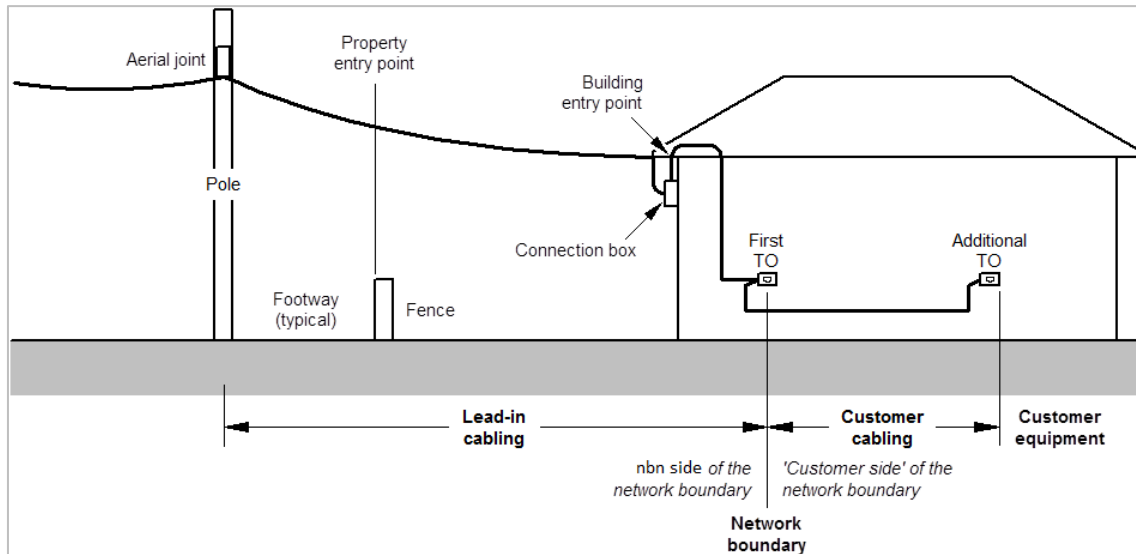 Aerial joint
Property
entry point
Building
entry point
Pole
Connection box
First
TO
Additional
TO
Footway
(typical)
Fence
Lead-in
cabling
Customer
cabling
Customer
equipment
nbn side of the
network boundary
'Customer side' of the
network boundary
Network
boundary